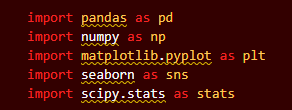 import pandas as pd
import numpy as np
import matplotlib.pyplot as plt
import seaborn as sns
import scipy.stats as stats